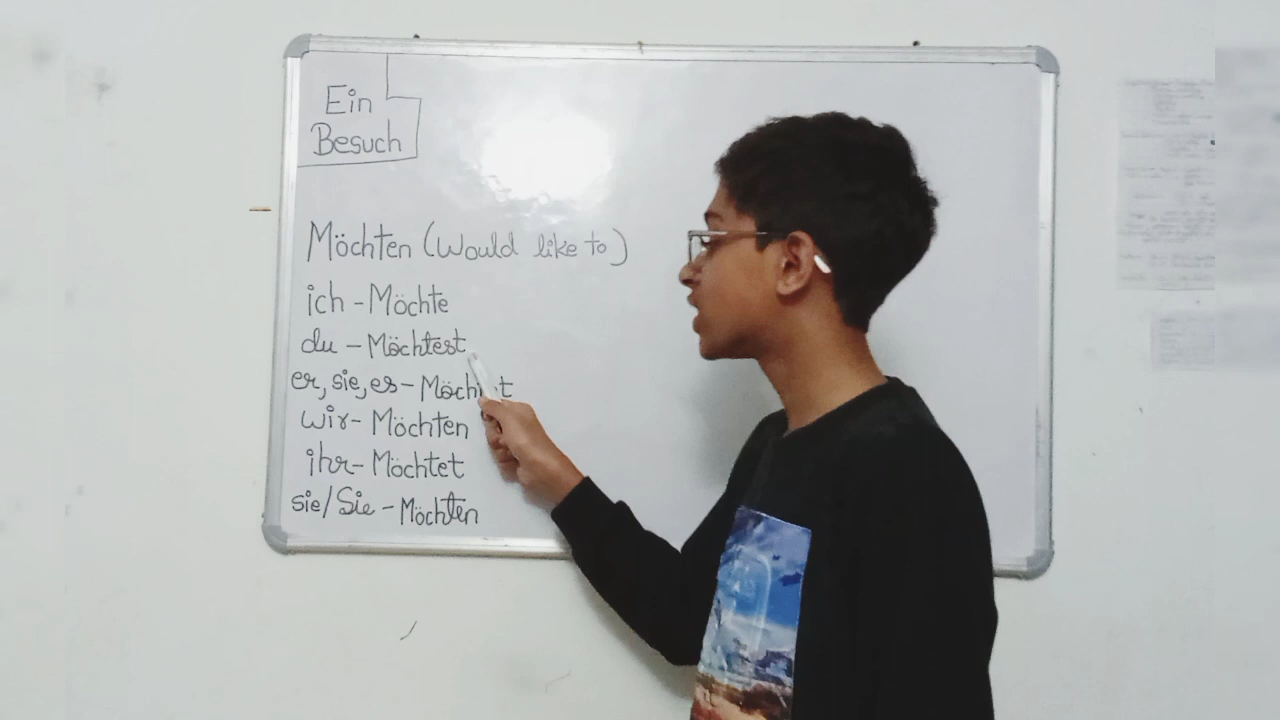 Ein
Besuch
Möchten (Would like to)
ich - Möchte
du - Möchtest
er, sie, es -
wir - Möchten
ihr - Möchtet
sie/Sie - Möchten